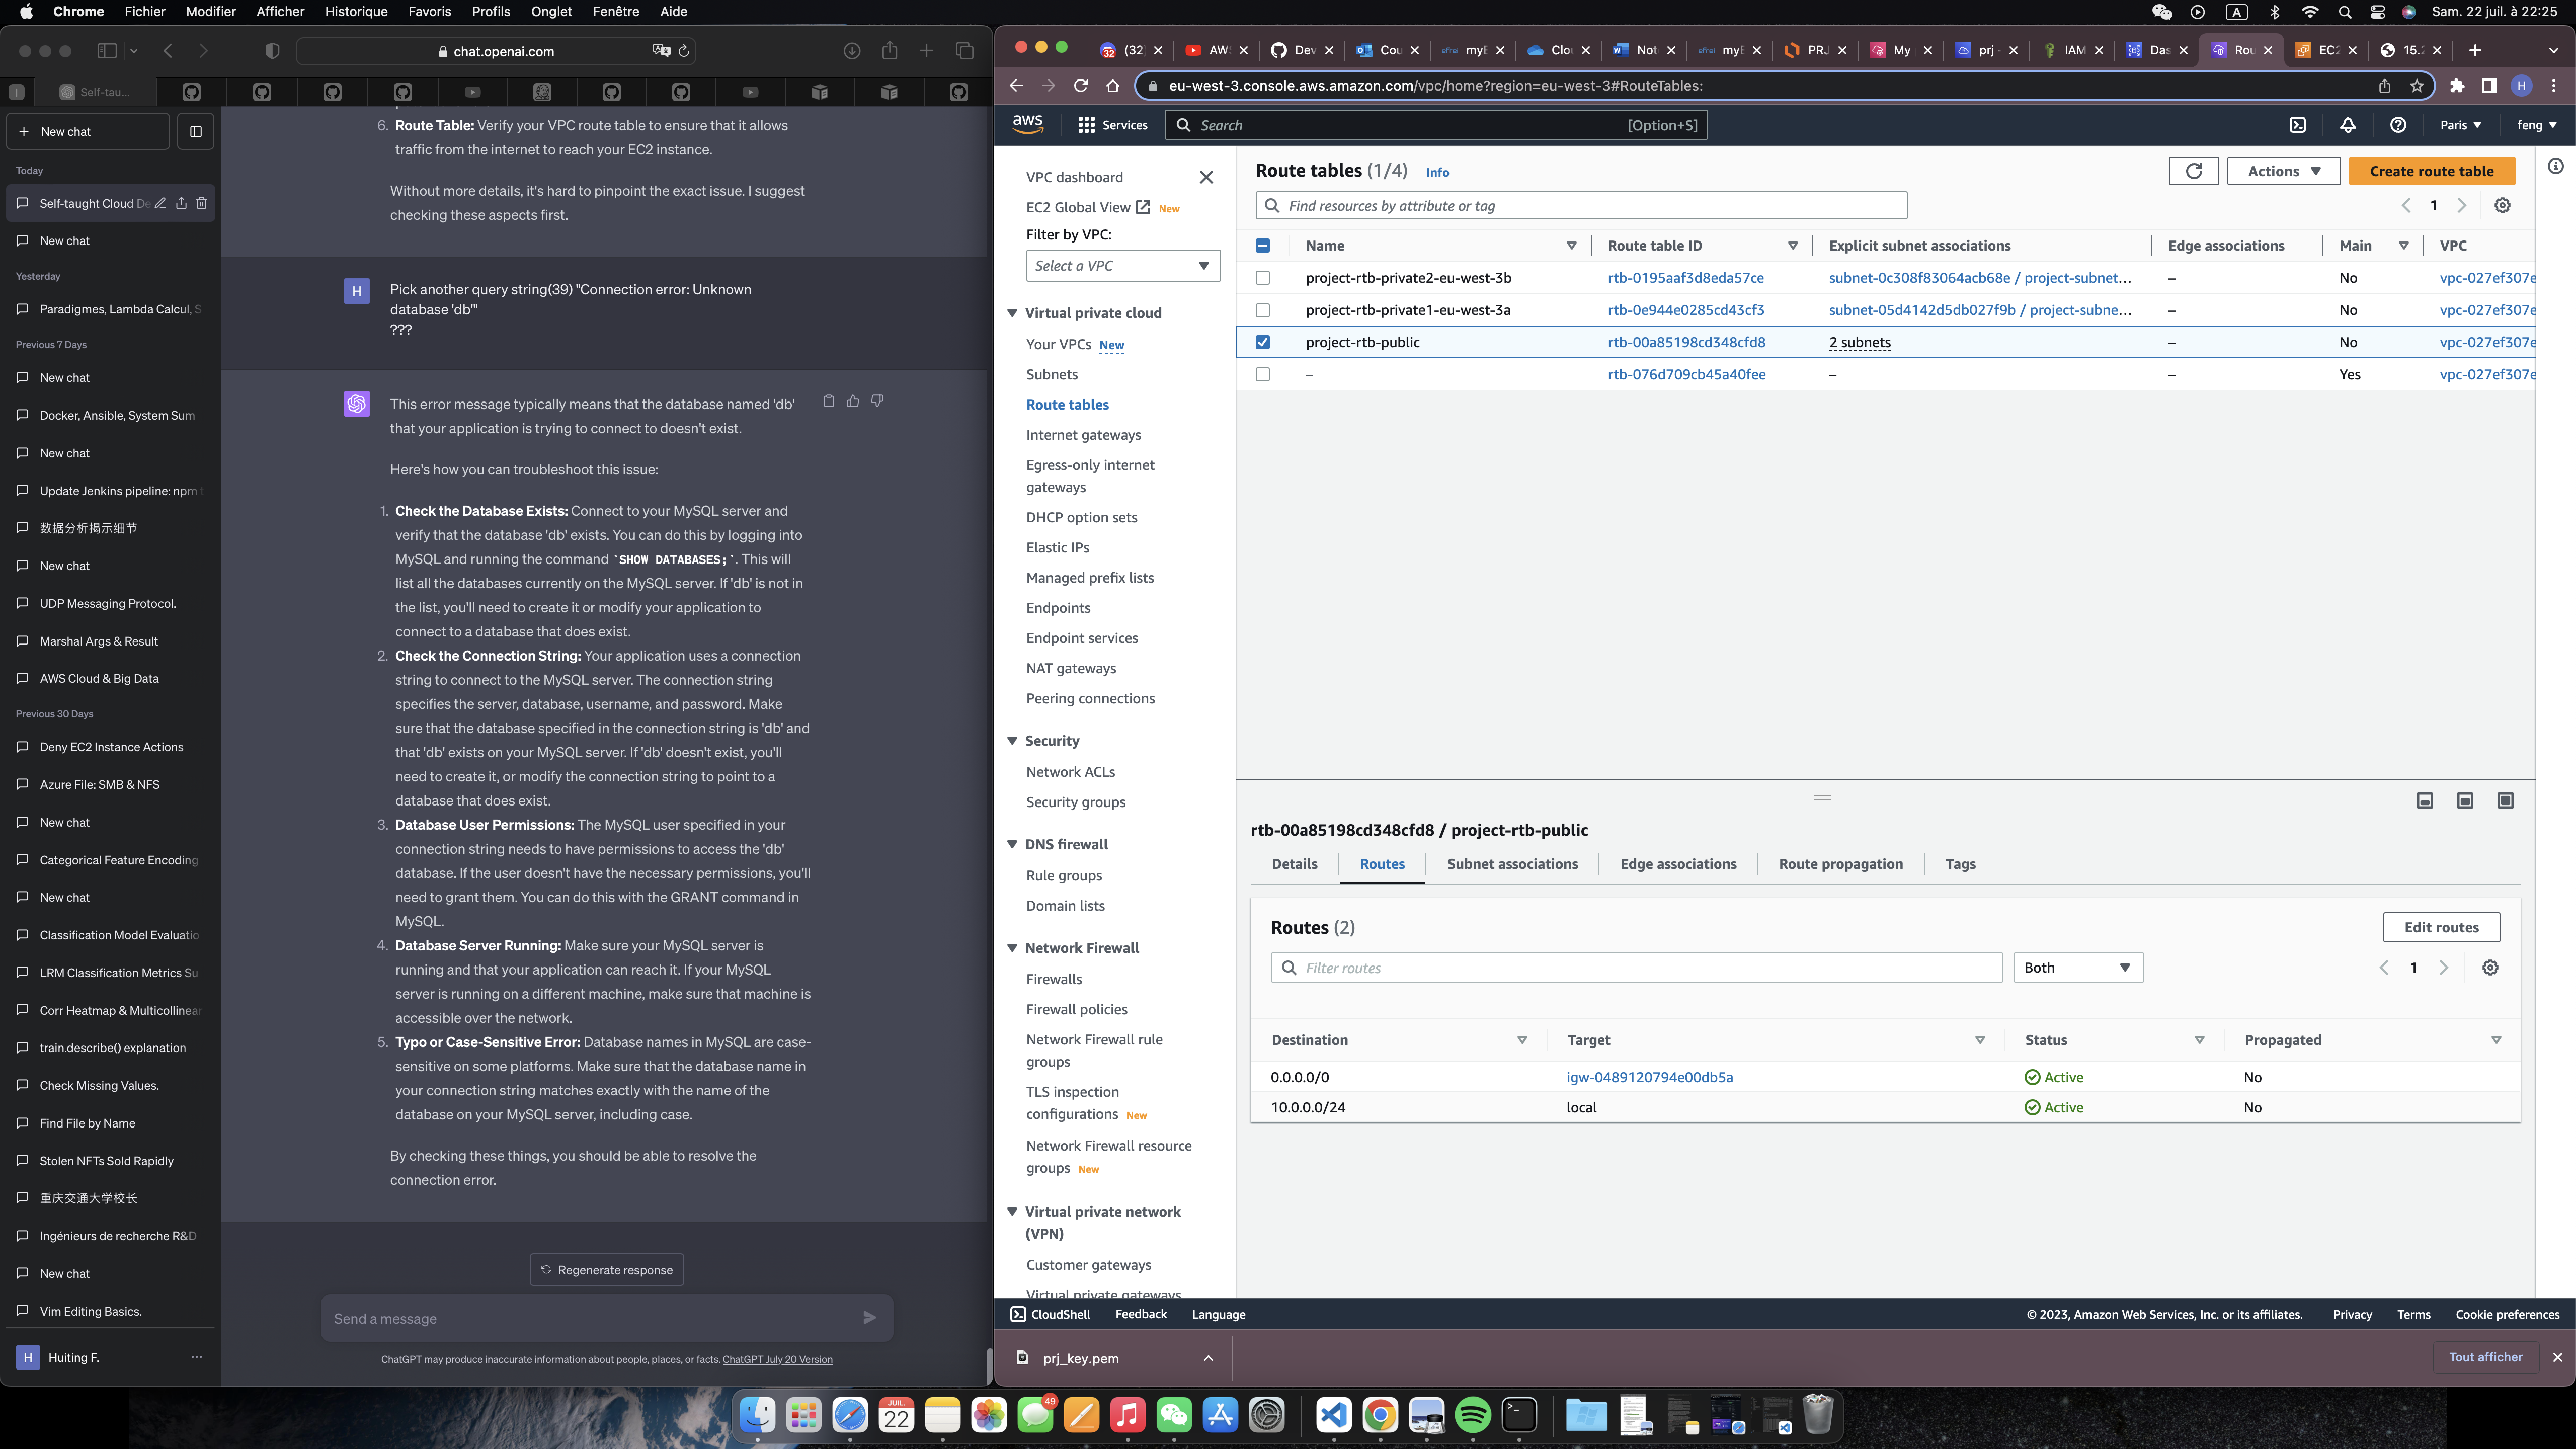 Chrome Fichier Modifier Afficher Historique Favoris Profils Onglet Fenêtre Aide
A
Sam. 22 juil. à 22:25
chat.openai.com
Self-tau...
New chat
Today
Self-taught Cloud De
New chat
Yesterday
Paradigmes, Lambda Calcul, S
Previous 7 Days
New chat
Docker, Ansible, System Sum
New chat
Update Jenkins pipeline: npm
数据分析揭示细节
New chat
UDP Messaging Protocol.
Marshal Args & Result
AWS Cloud & Big Data
Previous 30 Days
Deny EC2 Instance Actions
Azure File: SMB & NFS
New chat
Categorical Feature Encoding
New chat
Classification Model Evaluatio
LRM Classification Metrics Su
Corr Heatmap & Multicollinear
train.describe() explanation
Check Missing Values.
Find File by Name
Stolen NFTs Sold Rapidly
重庆交通大学校长
Ingénieurs de recherche R&D
New chat
Vim Editing Basics.
H Huiting F. ...
6. Route Table: Verify your VPC route table to ensure that it allows
traffic from the internet to reach your EC2 instance.
Without more details, it's hard to pinpoint the exact issue. I suggest
checking these aspects first.
H
Pick another query string(39) "Connection error: Unknown
database 'db'"
???
This error message typically means that the database named 'db'
that your application is trying to connect to doesn't exist.
Here's how you can troubleshoot this issue:
1. Check the Database Exists: Connect to your MySQL server and
verify that the database 'db' exists. You can do this by logging into
MySQL and running the command `SHOW DATABASES;`. This will
list all the databases currently on the MySQL server. If 'db' is not in
the list, you'll need to create it or modify your application to
connect to a database that does exist.
2. Check the Connection String: Your application uses a connection
string to connect to the MySQL server. The connection string
specifies the server, database, username, and password. Make
sure that the database specified in the connection string is 'db' and
that 'db' exists on your MySQL server. If 'db' doesn't exist, you'll
need to create it, or modify the connection string to point to a
database that does exist.
3. Database User Permissions: The MySQL user specified in your
connection string needs to have permissions to access the 'db'
database. If the user doesn't have the necessary permissions, you'll
need to grant them. You can do this with the GRANT command in
MySQL.
4. Database Server Running: Make sure your MySQL server is
running and that your application can reach it. If your MySQL
server is running on a different machine, make sure that machine is
accessible over the network.
5. Typo or Case-Sensitive Error: Database names in MySQL are case-
sensitive on some platforms. Make sure that the database name in
your connection string matches exactly with the name of the
database on your MySQL server, including case.
By checking these things, you should be able to resolve the
connection error.
Regenerate response
Send a message
ChatGPT may produce inaccurate information about people, places, or facts. ChatGPT July 20 Version
32 (32) AW Dev Cou efrei myE Clou Not efrei myE PRJ My prj - IAM Das Rou EC2 15.2
eu-west-3.console.aws.amazon.com/vpc/home?region=eu-west-3#RouteTables:
H
aws Services Search [Option+S] Paris feng
VPC dashboard
EC2 Global View New
Filter by VPC:
Select a VPC
Virtual private cloud
Your VPCs New
Subnets
Route tables
Internet gateways
Egress-only internet
gateways
DHCP option sets
Elastic IPs
Managed prefix lists
Endpoints
Endpoint services
NAT gateways
Peering connections
Security
Network ACLs
Security groups
DNS firewall
Rule groups
Domain lists
Network Firewall
Firewalls
Firewall policies
Network Firewall rule
groups
TLS inspection
configurations New
Network Firewall resource
groups New
Virtual private network
(VPN)
Customer gateways
Virtual private gateways
Route tables (1/4) Info
Actions
Create route table
Find resources by attribute or tag
1
Name Route table ID Explicit subnet associations Edge associations Main VPC
project-rtb-private2-eu-west-3b rtb-0195aaf3d8eda57ce subnet-0c308f83064acb68e / project-subnet... – No vpc-027ef307e
project-rtb-private1-eu-west-3a rtb-0e944e0285cd43cf3 subnet-05d4142d5db027f9b / project-subne... – No vpc-027ef307e
project-rtb-public rtb-00a85198cd348cfd8 2 subnets – No vpc-027ef307e
– rtb-076d709cb45a40fee – – Yes vpc-027ef307e
rtb-00a85198cd348cfd8 / project-rtb-public
Details Routes Subnet associations Edge associations Route propagation Tags
Routes (2)
Edit routes
Filter routes
Both
1
Destination Target Status Propagated
0.0.0.0/0 igw-0489120794e00db5a Active No
10.0.0.0/24 local Active No
CloudShell Feedback Language © 2023, Amazon Web Services, Inc. or its affiliates. Privacy Terms Cookie preferences
prj_key.pem
Tout afficher
JUIL.
22
49